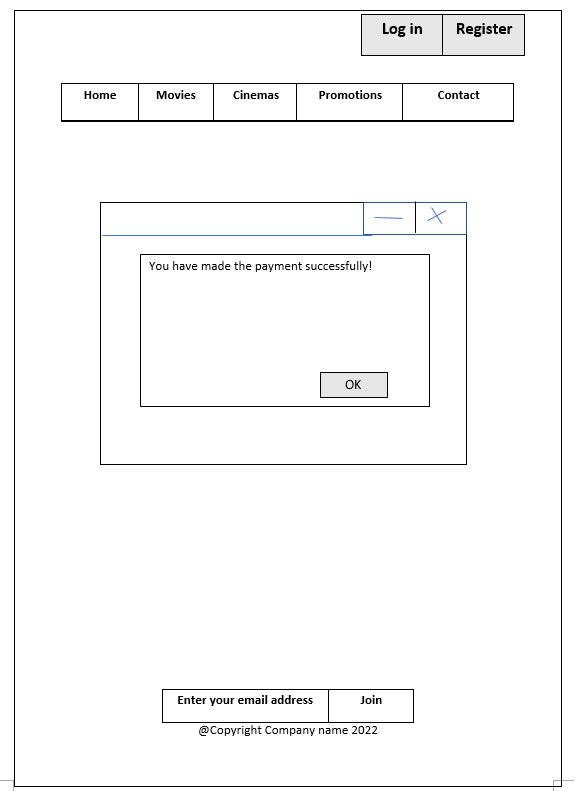 Log in Register
Home Movies Cinemas Promotions Contact
You have made the payment successfully!
OK
Enter your email address Join
@Copyright Company name 2022